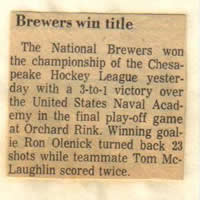 Brewers win title
The National Brewers won
the championship of the Chesa-
peake Hockey League yester-
day with a 3-to-1 victory over
the United States Naval Acad-
emy in the final play-off game
at Orchard Rink. Winning goal-
ie Ron Olenick turned back 23
shots while teammate Tom Mc-
Laughlin scored twice.